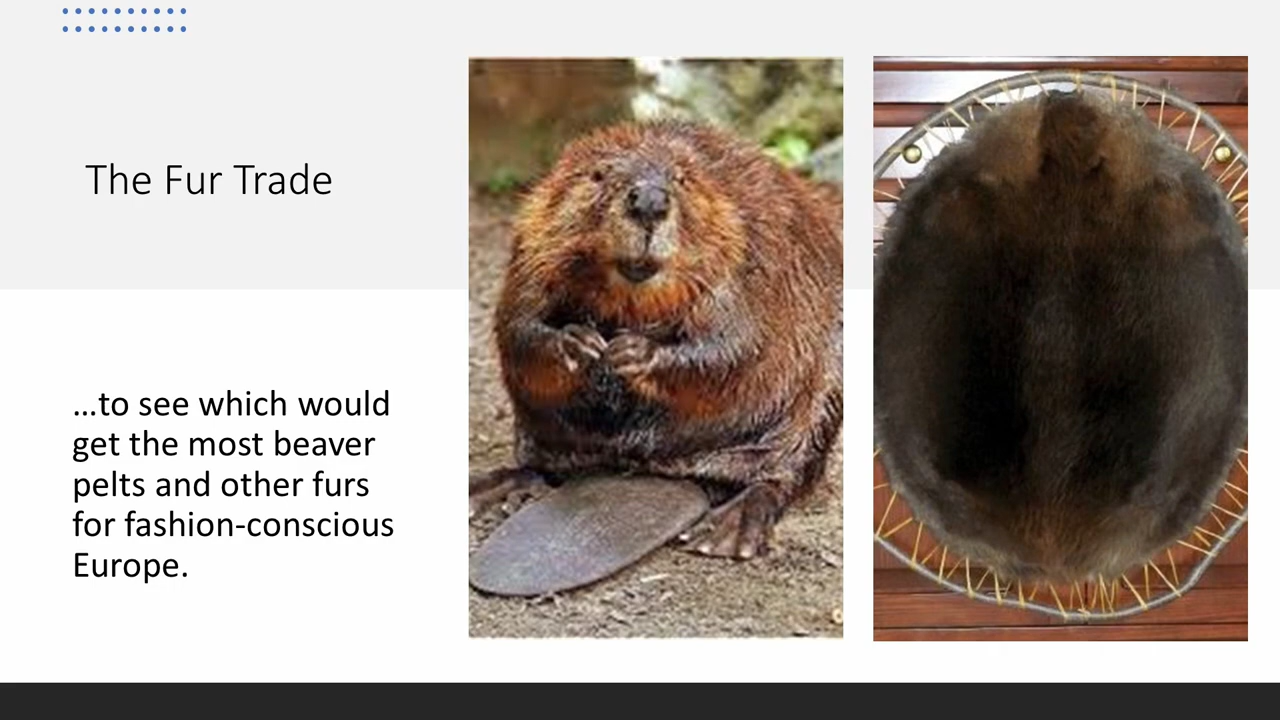 The Fur Trade
…to see which would
get the most beaver
pelts and other furs
for fashion-conscious
Europe.